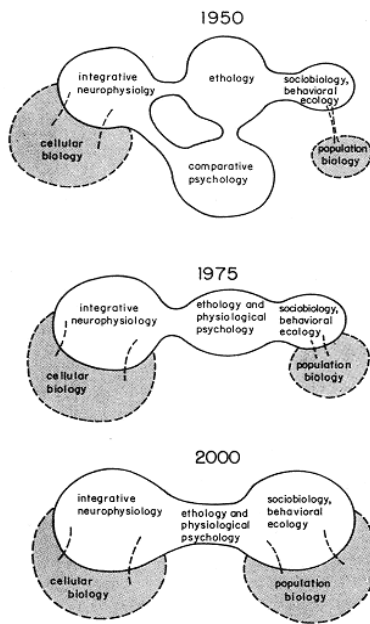 1950
integrative
neurophysiolgy
ethology
sociobiology,
behavioral
ecology
cellular
biology
population
biology
comparative
psychology
1975
integrative
neurophysiology
ethology and
physiological
psychology
sociobiology,
behavioral
ecology
cellular
biology
population
biology
2000
integrative
neurophysiology
ethology and
physiological
psychology
sociobiology,
behavioral
ecology
cellular
biology
population
biology